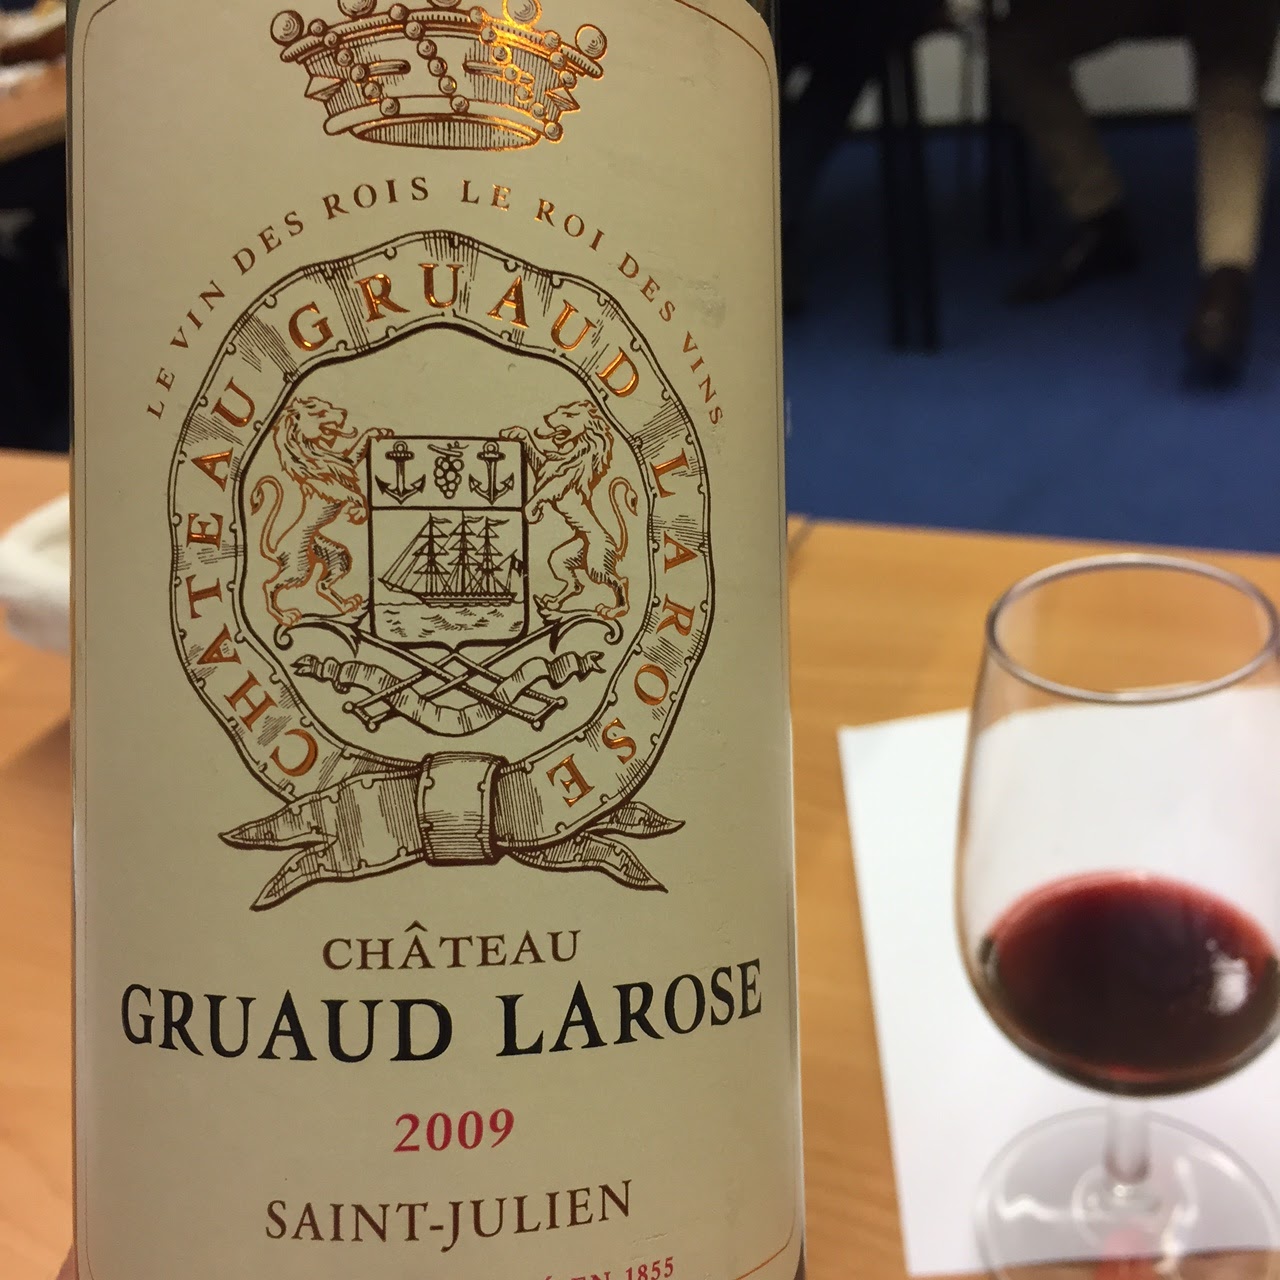 LE VIN DES ROIS LE ROI DES VINS
CHATEAU GRUAUD LAROSE
CHÂTEAU
GRUAUD LAROSE
2009
SAINT-JULIEN
EN 1855